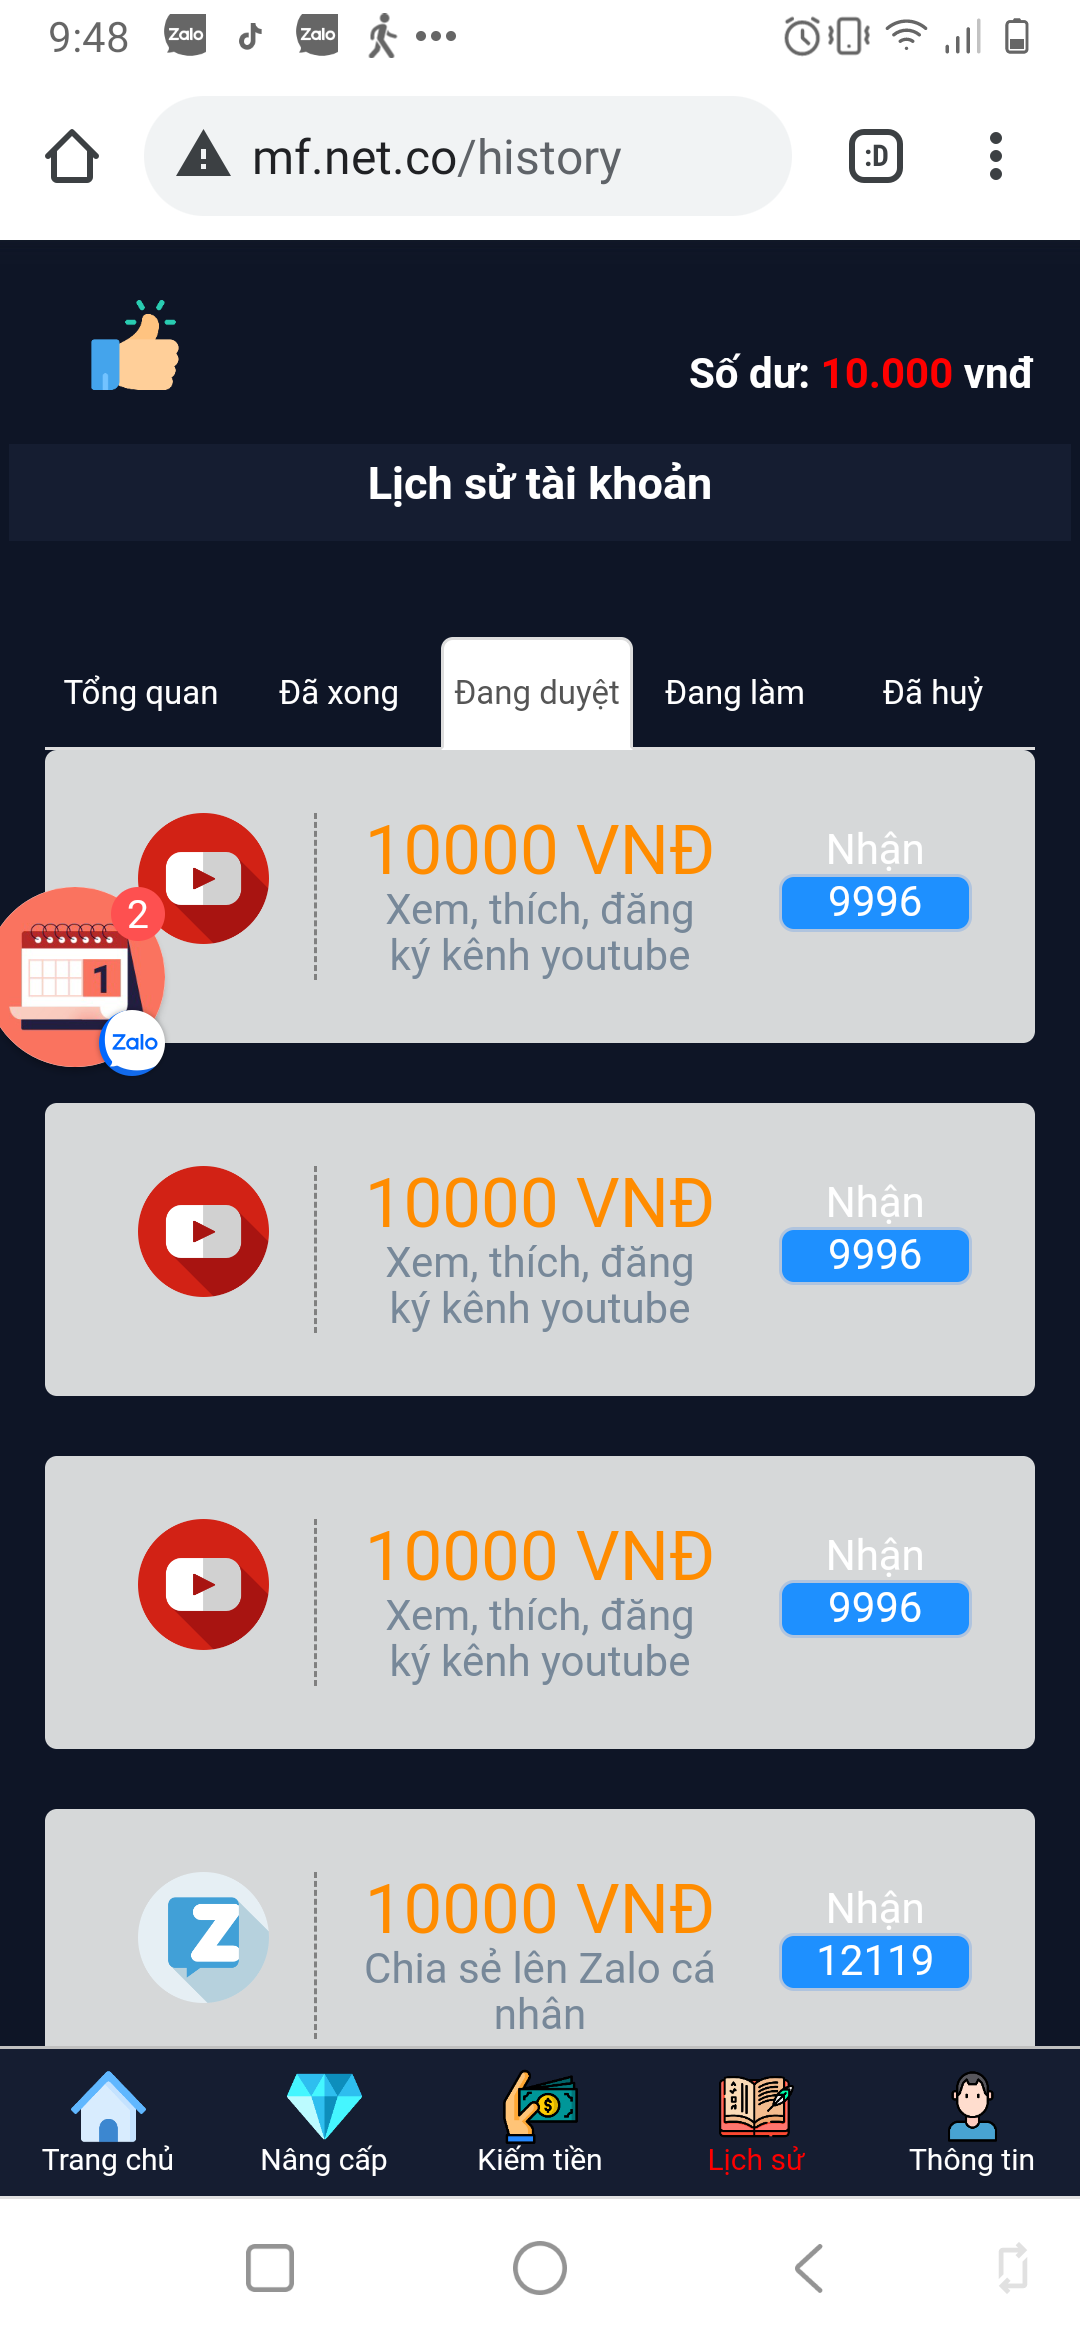 9:48
Zalo
Zalo
mf.net.co/history
:D
Số dư: 10.000 vnđ
Lịch sử tài khoản
Tổng quan
Đã xong
Đang duyệt
Đang làm
Đã huỷ
10000 VNĐ
Xem, thích, đăng
ký kênh youtube
Nhận
9996
2
1
Zalo
10000 VNĐ
Xem, thích, đăng
ký kênh youtube
Nhận
9996
10000 VNĐ
Xem, thích, đăng
ký kênh youtube
Nhận
9996
Z
10000 VNĐ
Chia sẻ lên Zalo cá
nhân
Nhận
12119
Trang chủ
Nâng cấp
Kiếm tiền
Lịch sử
Thông tin